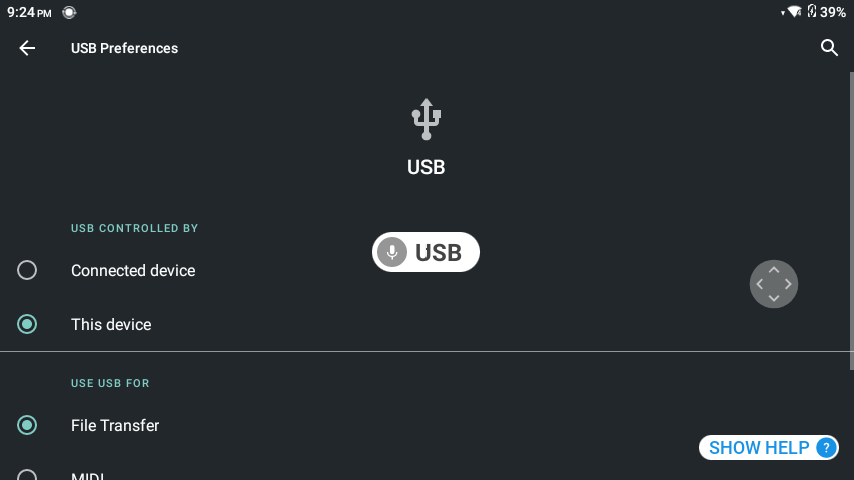 9:24 PM
39%
USB Preferences
USB
USB CONTROLLED BY
USB
Connected device
This device
USE USB FOR
File Transfer
SHOW HELP ?
MIDI